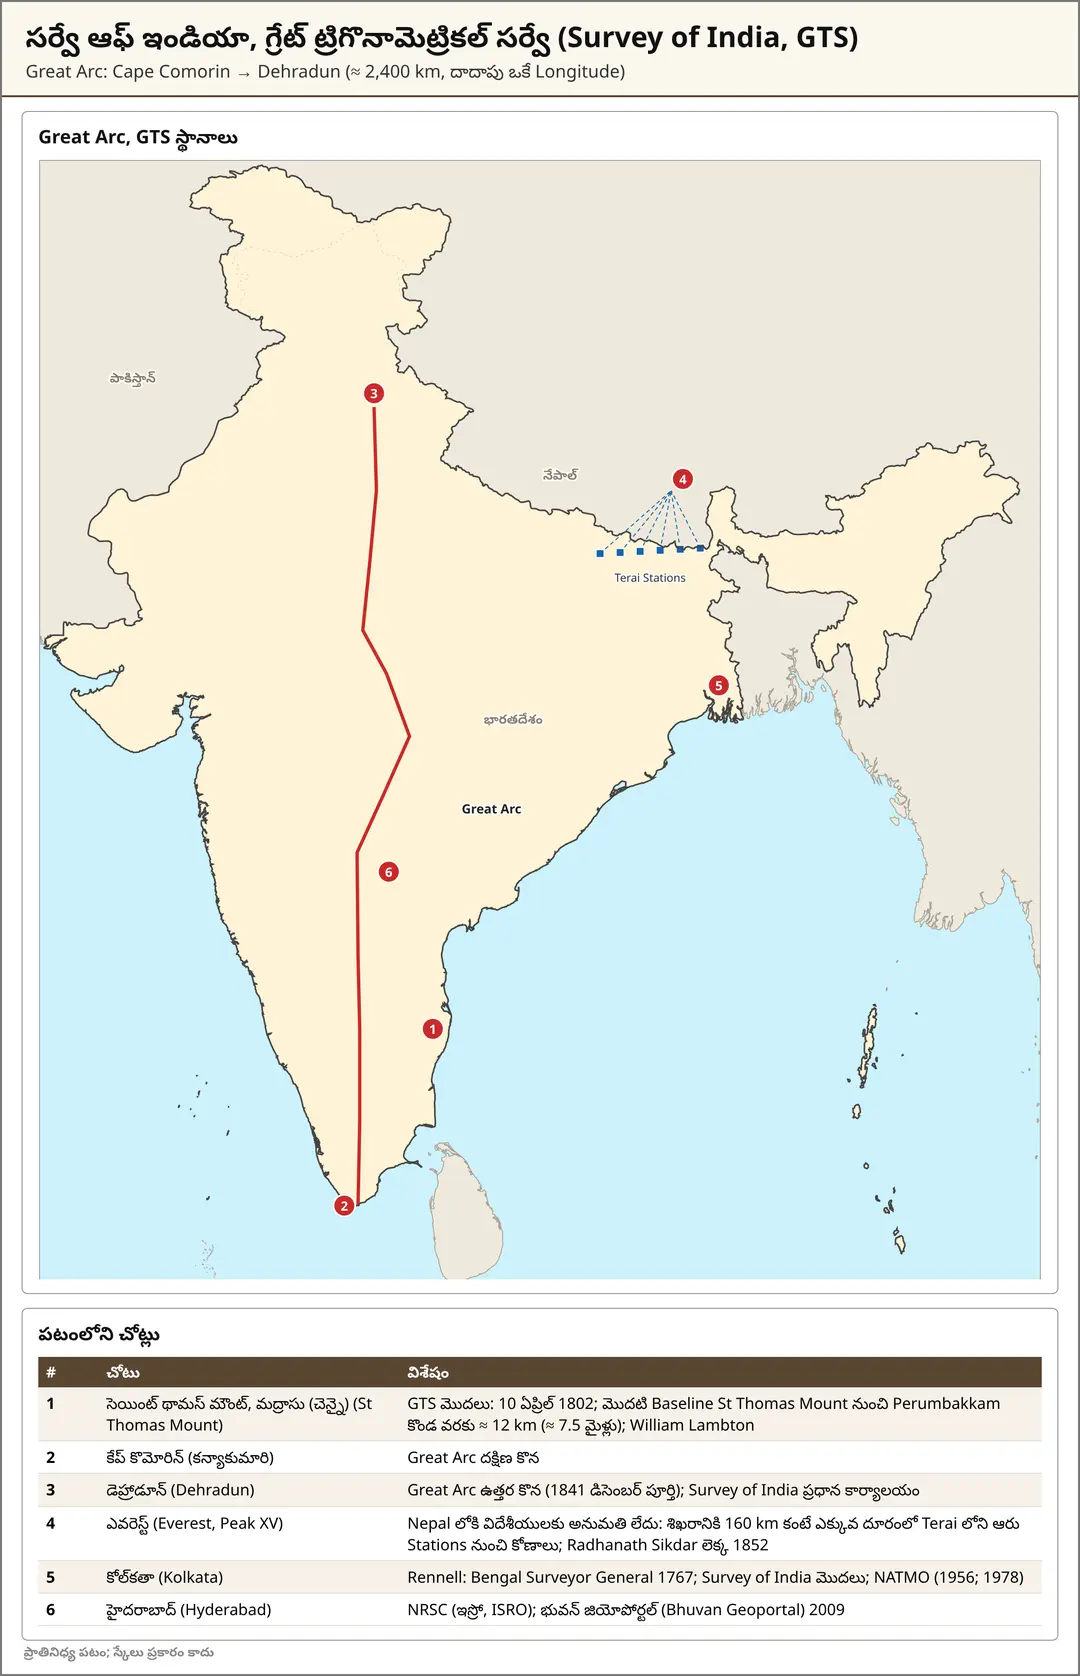 సర్వే ఆఫ్ ఇండియా, గ్రేట్ ట్రిగొనామెట్రికల్ సర్వే (Survey of India, GTS)
Great Arc: Cape Comorin → Dehradun (≈ 2,400 km, దాదాపు ఒకే Longitude)
Great Arc, GTS స్థానాలు
పాకిస్తాన్
3
నేపాల్
4
Terai Stations
5
భారతదేశం
Great Arc
6
1
2
పటంలోని చోట్లు
# చోటు విశేషం
1 సెయింట్ థామస్ మౌంట్, మద్రాసు (చెన్నై) (St GTS మొదలు: 10 ఏప్రిల్ 1802; మొదటి Baseline St Thomas Mount నుంచి Perumbakkam
Thomas Mount) కొండ వరకు ≈ 12 km (≈ 7.5 మైళ్లు); William Lambton
2 కేప్ కొమోరిన్ (కన్యాకుమారి) Great Arc దక్షిణ కొన
3 డెహ్రాడూన్ (Dehradun) Great Arc ఉత్తర కొన (1841 డిసెంబర్ పూర్తి); Survey of India ప్రధాన కార్యాలయం
4 ఎవరెస్ట్ (Everest, Peak XV) Nepal లోకి విదేశీయులకు అనుమతి లేదు: శిఖరానికి 160 km కంటే ఎక్కువ దూరంలో Terai లోని ఆరు
Stations నుంచి కోణాలు; Radhanath Sikdar లెక్క 1852
5 కోల్‌కతా (Kolkata) Rennell: Bengal Surveyor General 1767; Survey of India మొదలు; NATMO (1956; 1978)
6 హైదరాబాద్ (Hyderabad) NRSC (ఇస్రో, ISRO); భువన్ జియోపోర్టల్ (Bhuvan Geoportal) 2009
ప్రాతినిధ్య పటం; స్కేలు ప్రకారం కాదు